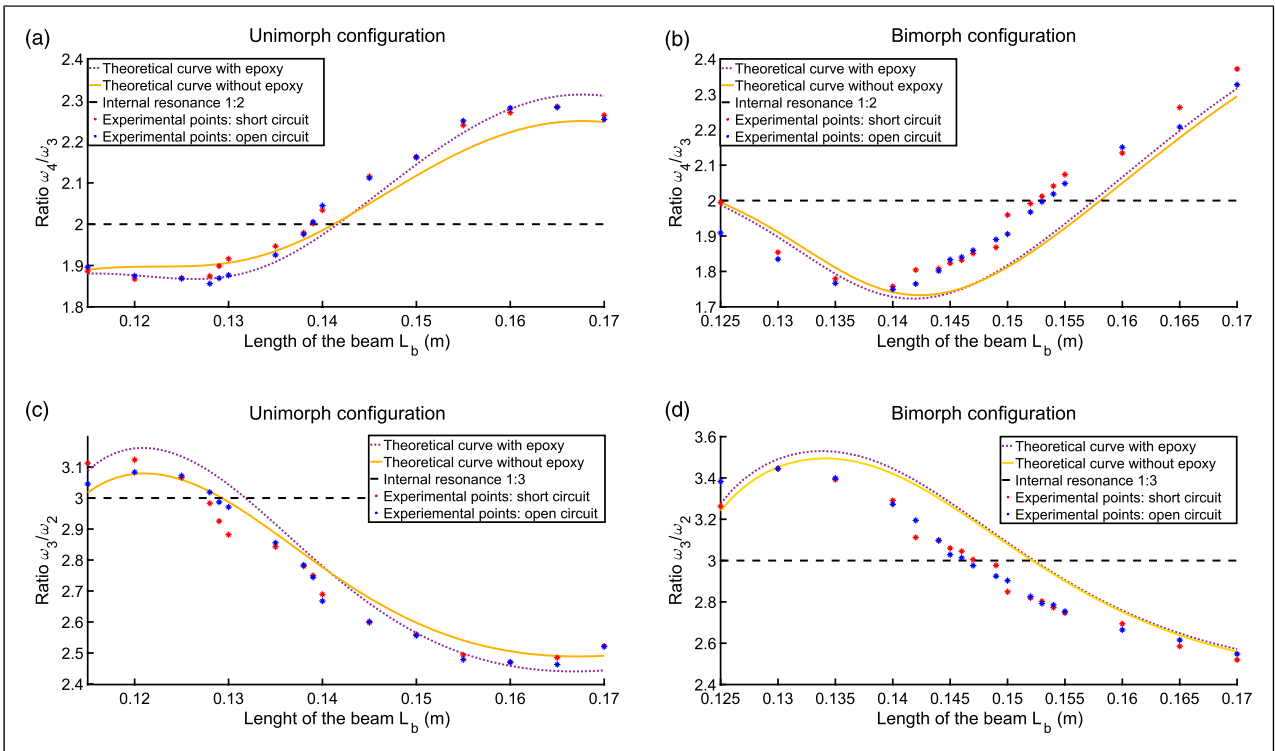 (a)
Unimorph configuration
Theoretical curve with epoxy
Theoretical curve without epoxy
Internal resonance 1:2
Experimental points: short circuit
Experimental points: open circuit
Ratio ω4/ω3
2.4
2.3
2.2
2.1
2
1.9
1.8
0.12
0.13
0.14
0.15
0.16
0.17
Length of the beam Lb (m)
(b)
Bimorph configuration
Theoretical curve with epoxy
Theoretical curve without expoxy
Internal resonance 1:2
Experimental points: short circuit
Experimental points: open circuit
Ratio ω4/ω3
2.4
2.3
2.2
2.1
2
1.9
1.8
1.7
0.125
0.13
0.135
0.14
0.145
0.15
0.155
0.16
0.165
0.17
Length of the beam Lb (m)
(c)
Unimorph configuration
Theoretical curve with epoxy
Theoretical curve without epoxy
Internal resonance 1:3
Experimental points: short circuit
Experiemental points: open circuit
Ratio ω3/ω2
3.1
3
2.9
2.8
2.7
2.6
2.5
2.4
0.12
0.13
0.14
0.15
0.16
0.17
Lenght of the beam Lb (m)
(d)
Bimorph configuration
Theoretical curve with epoxy
Theoretical curve without epoxy
Internal resonance 1:3
Experimental points: short circuit
Experimental points: open circuit
Ratio ω3/ω2
3.6
3.4
3.2
3
2.8
2.6
2.4
0.125
0.13
0.135
0.14
0.145
0.15
0.155
0.16
0.165
0.17
Length of the beam Lb (m)